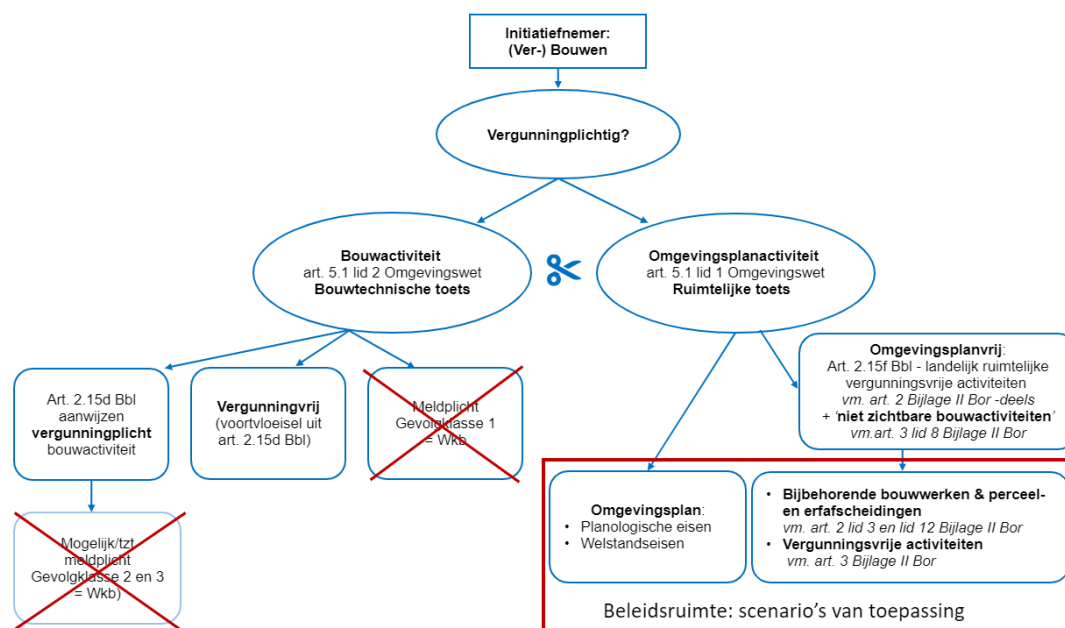 Initiatiefnemer:
(Ver-) Bouwen
Vergunningplichtig?
Bouwactiviteit
art. 5.1 lid 2 Omgevingswet
Bouwtechnische toets
Omgevingsplanactiviteit
art. 5.1 lid 1 Omgevingswet
Ruimtelijke toets
Art. 2.15d Bbl
aanwijzen
vergunningplicht
bouwactiviteit
Vergunningvrij
(voortvloeisel uit
art. 2.15d Bbl)
Meldplicht
Gevolgklasse 1
= Wkb
Omgevingsplanvrij:
Art. 2.15f Bbl - landelijk ruimtelijke
vergunningsvrije activiteiten
vm. art. 2 Bijlage II Bor -deels
+ ‘niet zichtbare bouwactiviteiten’
vm.art. 3 lid 8 Bijlage II Bor
Mogelijk/tzt
meldplicht
Gevolgklasse 2 en 3
= Wkb)
Omgevingsplan:
• Planologische eisen
• Welstandseisen
• Bijbehorende bouwwerken & perceel-
en erfafscheidingen
vm. art. 2 lid 3 en lid 12 Bijlage II Bor
• Vergunningsvrije activiteiten
vm. art. 3 Bijlage II Bor
Beleidsruimte: scenario’s van toepassing